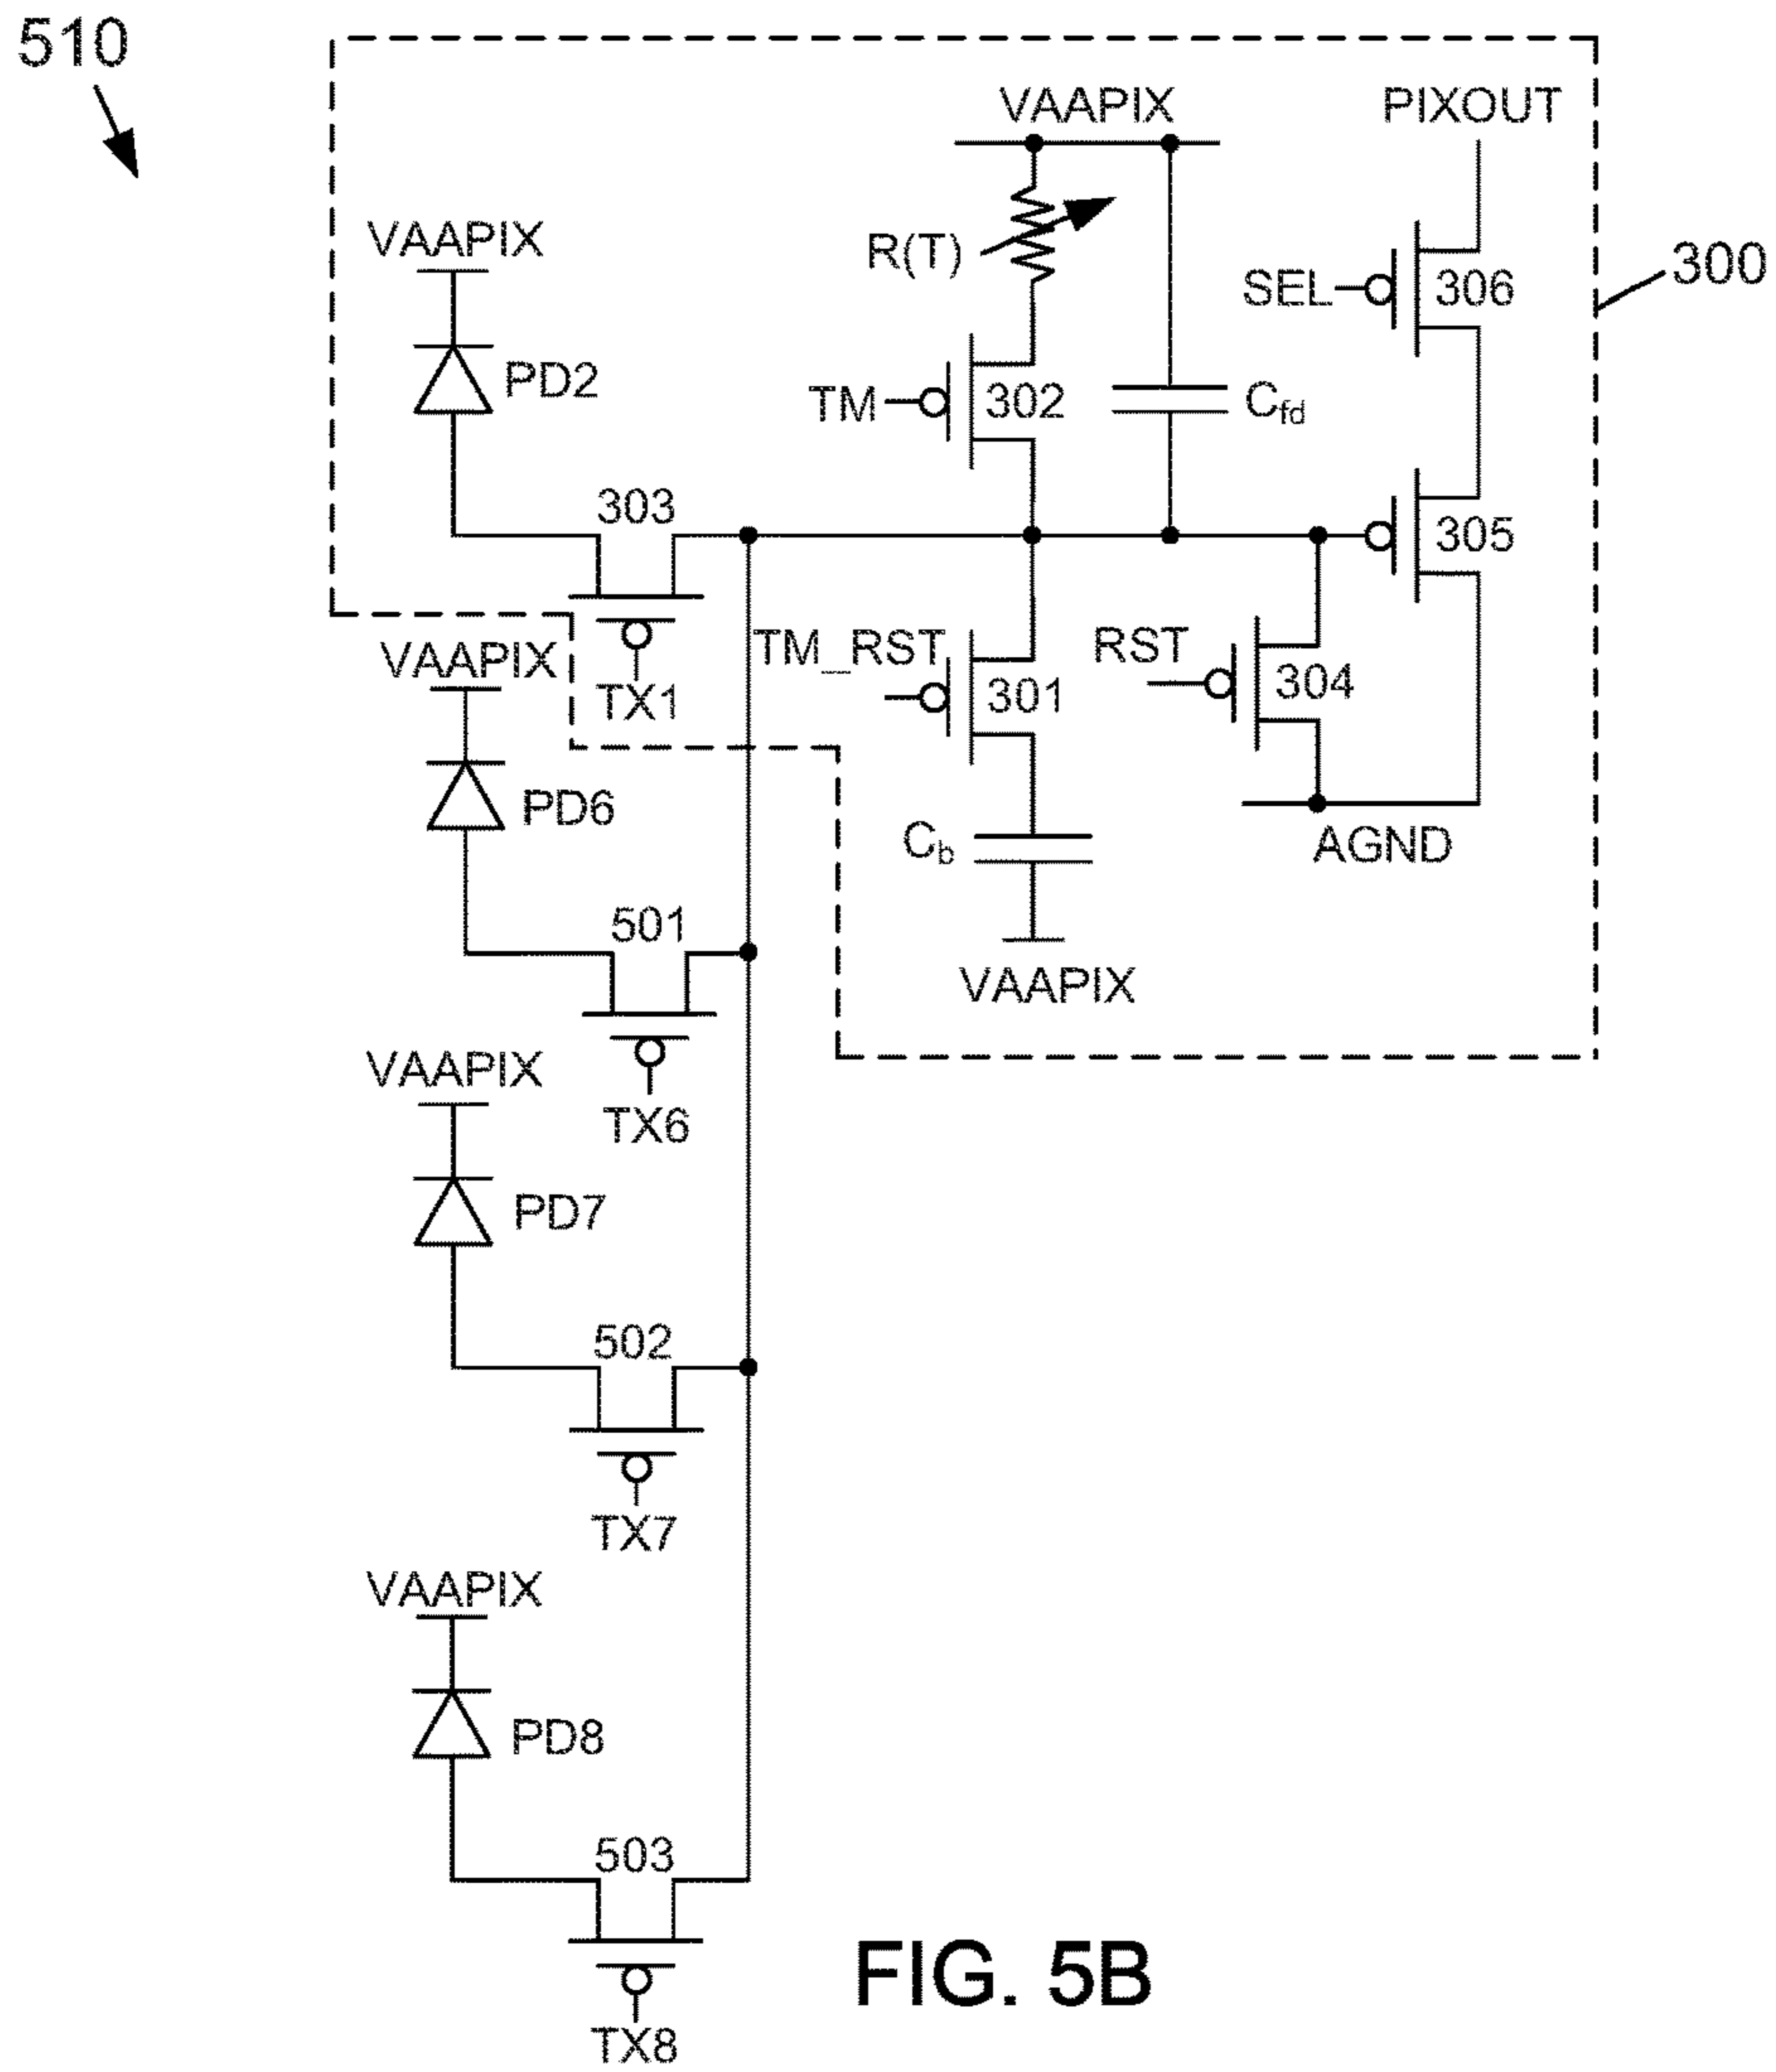 510
VAAPIX
PIXOUT
VAAPIX
R(T)
SEL
306
300
PD2
TM
302
Cfd
303
305
VAAPIX
TM_RST
RST
TX1
301
304
PD6
Cb
AGND
501
VAAPIX
VAAPIX
TX6
PD7
502
TX7
VAAPIX
PD8
503
FIG. 5B
TX8